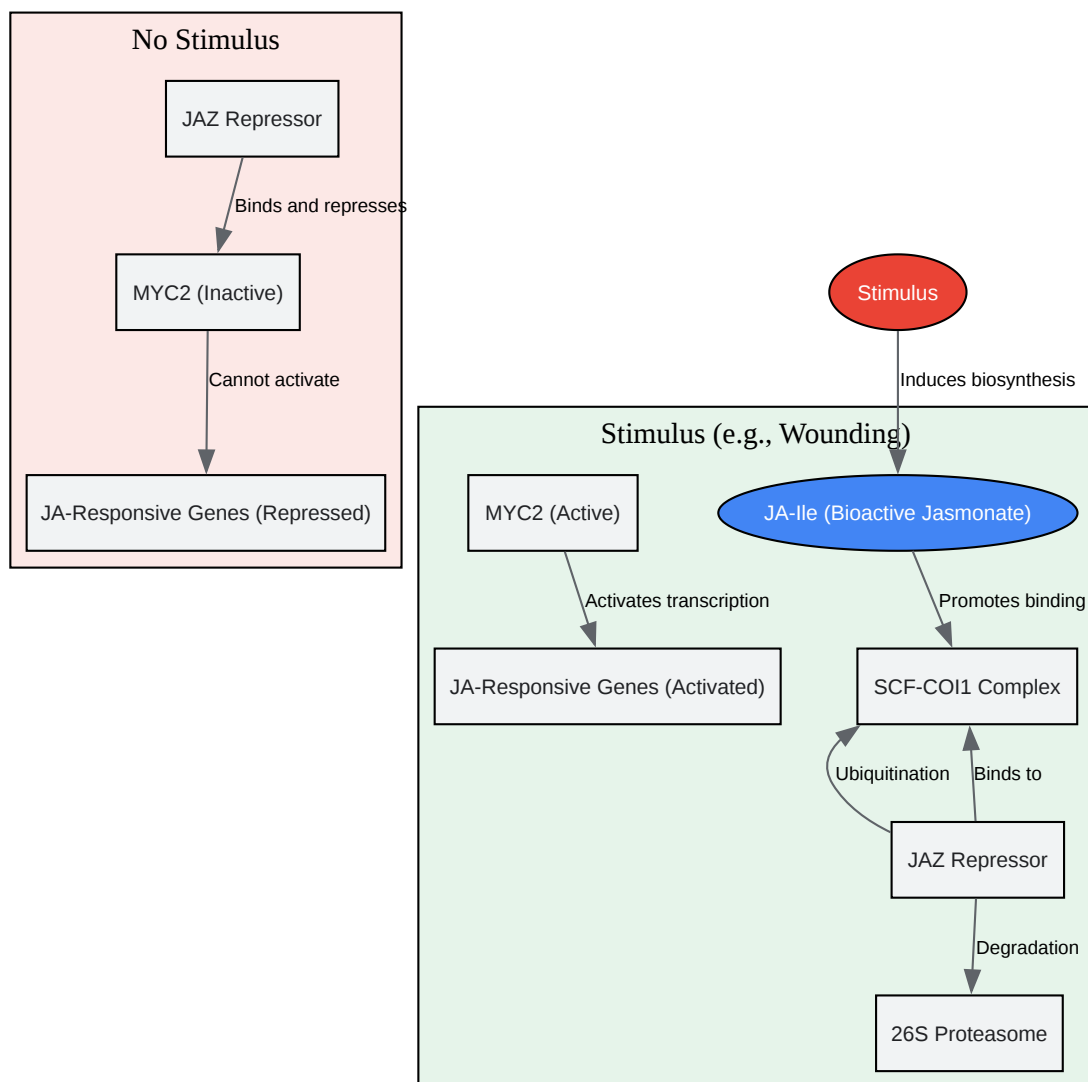 No Stimulus
JAZ Repressor
Binds and represses
MYC2 (Inactive)
Cannot activate
JA-Responsive Genes (Repressed)
Stimulus
Induces biosynthesis
Stimulus (e.g., Wounding)
MYC2 (Active)
JA-Ile (Bioactive Jasmonate)
Activates transcription
Promotes binding
JA-Responsive Genes (Activated)
SCF-COI1 Complex
Ubiquitination
Binds to
JAZ Repressor
Degradation
26S Proteasome